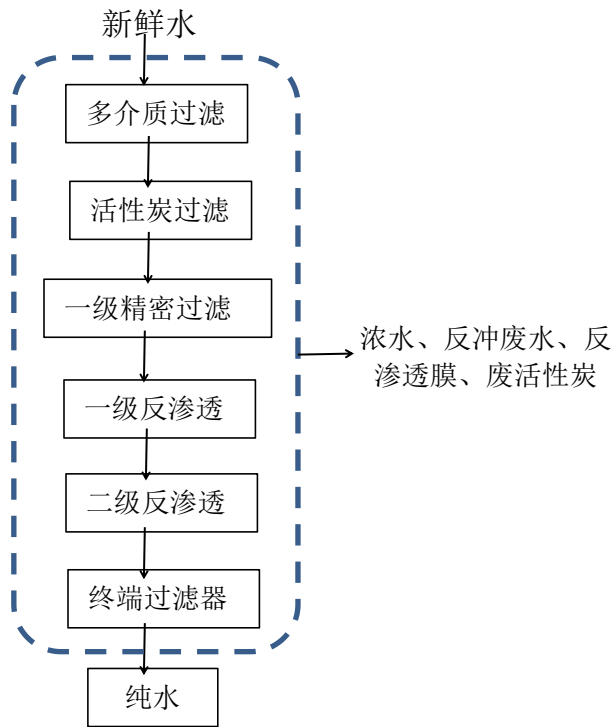 新鲜水
多介质过滤
活性炭过滤
一级精密过滤
浓水、反冲废水、反
渗透膜、废活性炭
一级反渗透
二级反渗透
终端过滤器
纯水